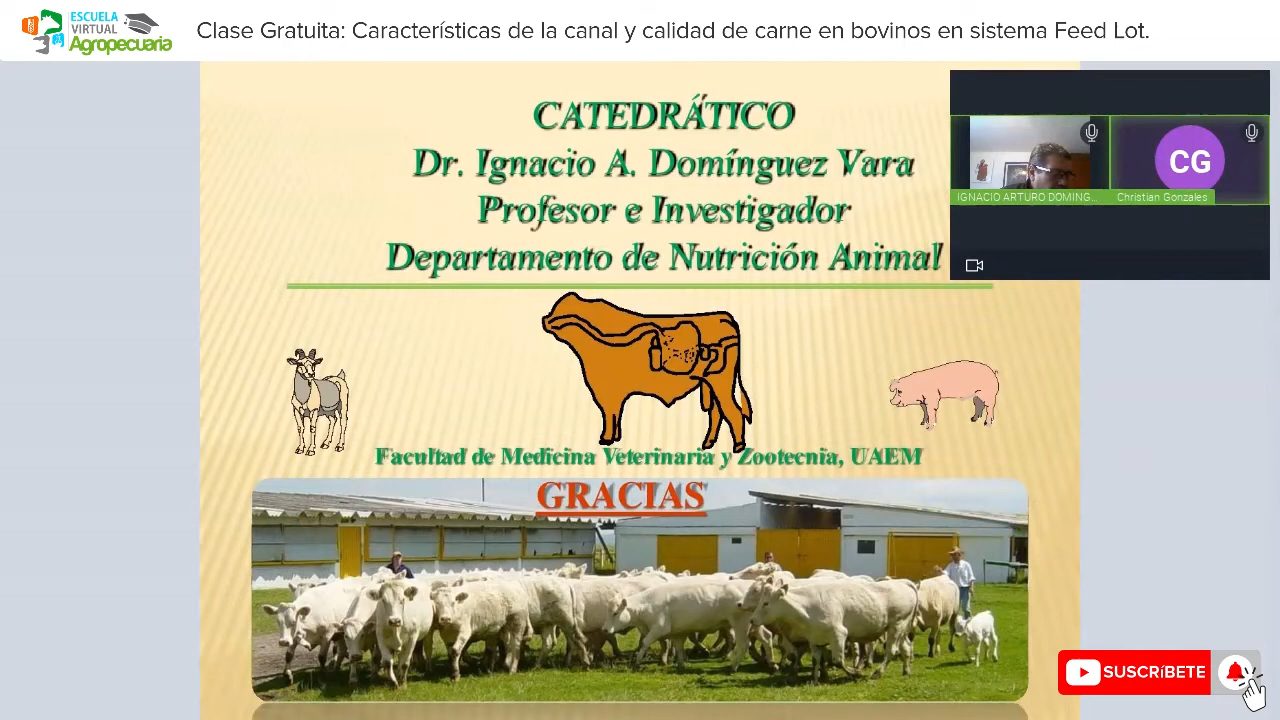 ESCUELA
VIRTUAL
Agropecuaria
Clase Gratuita: Características de la canal y calidad de carne en bovinos en sistema Feed Lot.
CATEDRÁTICO
Dr. Ignacio A. Domínguez Vara
Profesor e Investigador
Departamento de Nutrición Animal
CG
IGNACIO ARTURO DOMING...
Christian Gonzales
Facultad de Medicina Veterinaria y Zootecnia, UAEM
GRACIAS
SUSCRíBETE